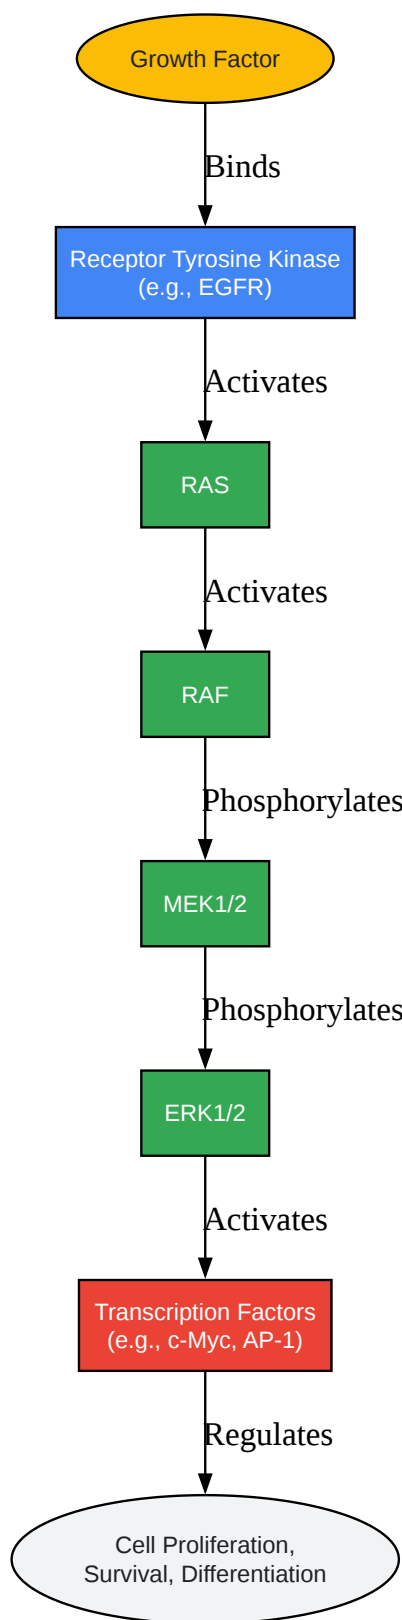 Growth Factor
Binds
Receptor Tyrosine Kinase
(e.g., EGFR)
Activates
RAS
Activates
RAF
Phosphorylates
MEK1/2
Phosphorylates
ERK1/2
Activates
Transcription Factors
(e.g., c-Myc, AP-1)
Regulates
Cell Proliferation,
Survival, Differentiation